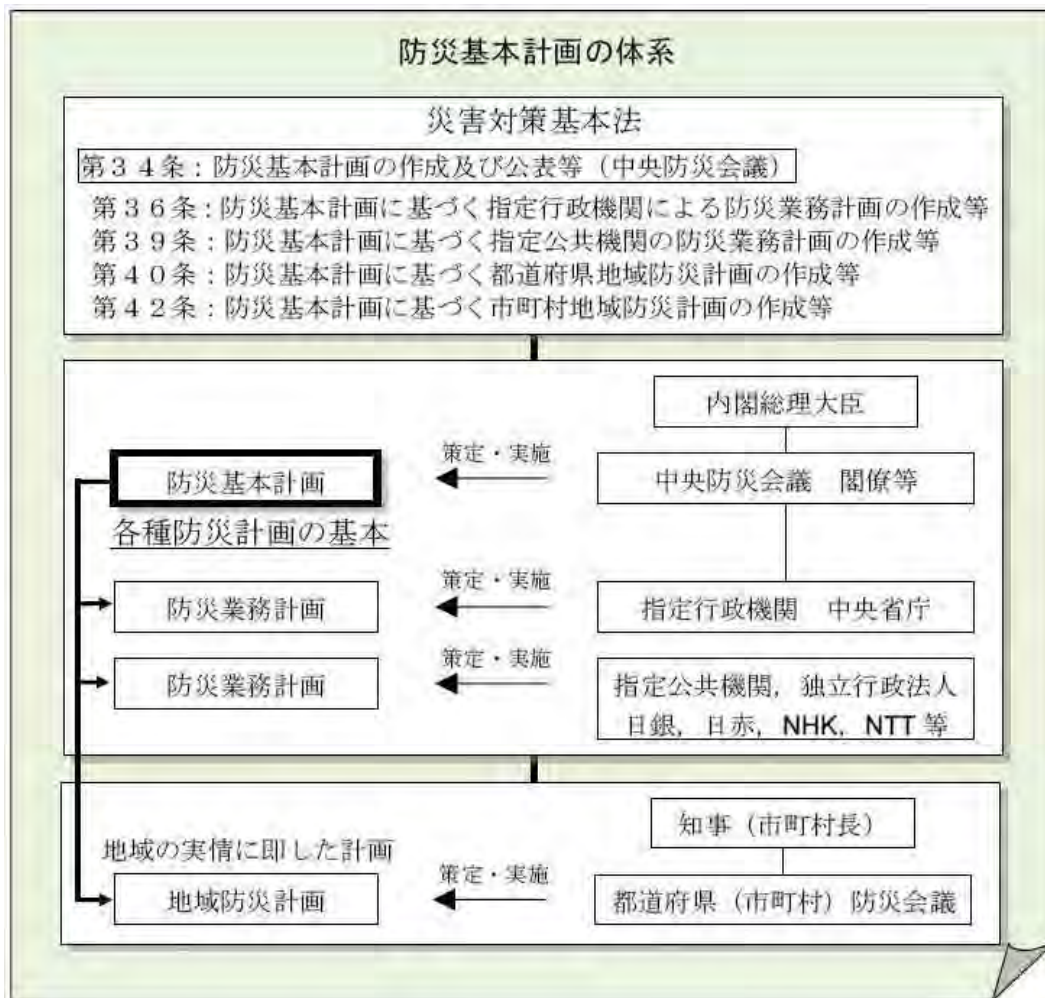 防災基本計画の体系
災害対策基本法
第３４条：防災基本計画の作成及び公表等（中央防災会議）
第３６条：防災基本計画に基づく指定行政機関による防災業務計画の作成等
第３９条：防災基本計画に基づく指定公共機関の防災業務計画の作成等
第４０条：防災基本計画に基づく都道府県地域防災計画の作成等
第４２条：防災基本計画に基づく市町村地域防災計画の作成等
内閣総理大臣
防災基本計画
策定・実施
中央防災会議　閣僚等
各種防災計画の基本
防災業務計画
策定・実施
指定行政機関　中央省庁
防災業務計画
策定・実施
指定公共機関，独立行政法人
日銀，日赤，NHK，NTT 等
知事（市町村長）
地域の実情に即した計画
地域防災計画
策定・実施
都道府県（市町村）防災会議